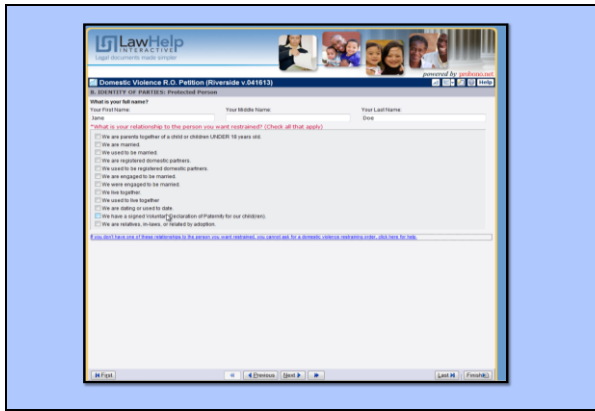 LawHelp
INTERACTIVE
Legal documents made simpler
powered by probono.net
Domestic Violence R.O. Petition (Riverside v.041613)
Help
B. IDENTITY OF PARTIES: Protected Person
What is your full name?
Your First Name: Your Middle Name: Your Last Name:
Jane Doe
*What is your relationship to the person you want restrained? (Check all that apply)
We are parents together of a child or children UNDER 18 years old.
We are married.
We used to be married.
We are registered domestic partners.
We used to be registered domestic partners.
We are engaged to be married.
We were engaged to be married.
We live together.
We used to live together
We are dating or used to date.
We have a signed Voluntary Declaration of Paternity for our child(ren).
We are relatives, in-laws, or related by adoption.
If you don't have one of these relationships to the person you want restrained, you cannot ask for a domestic violence restraining order, click here for help.
First Previous Next Last Finish